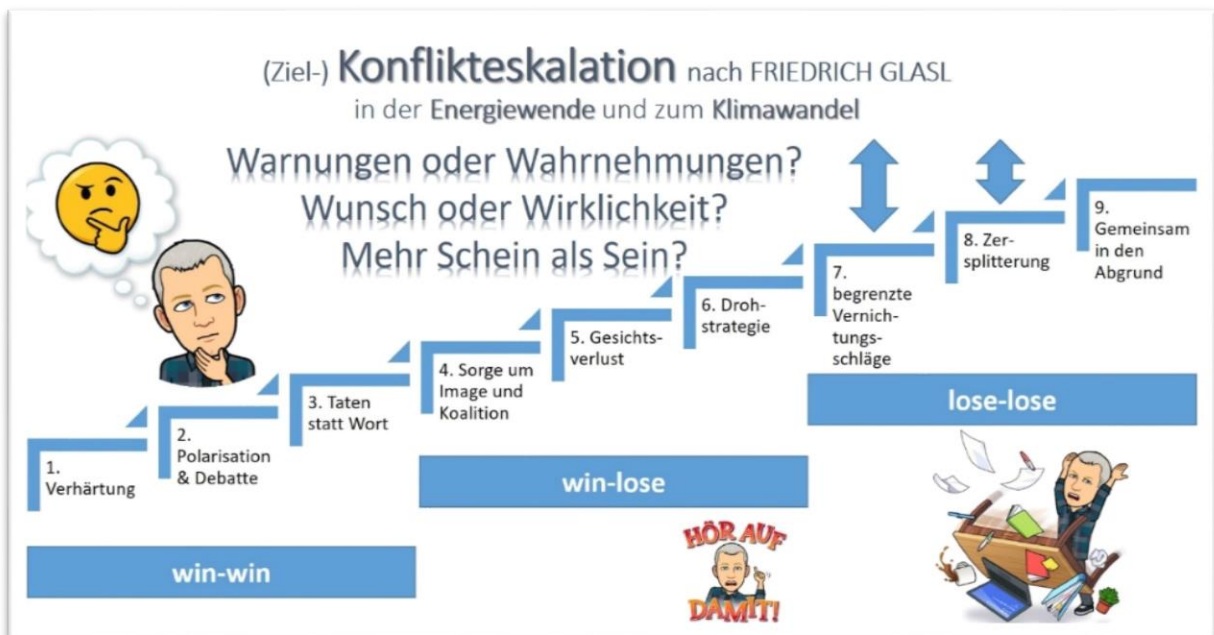 (Ziel-) Konflikteskalation nach FRIEDRICH GLASL
in der Energiewende und zum Klimawandel
Warnungen oder Wahrnehmungen?
Wunsch oder Wirklichkeit?
Mehr Schein als Sein?
1.
Verhärtung
2.
Polarisation
& Debatte
3. Taten
statt Wort
4. Sorge um
Image und
Koalition
5. Gesichts-
verlust
6. Droh-
strategie
7.
begrenzte
Vernich-
tungs-
schläge
8. Zer-
splitterung
9.
Gemeinsam
in den
Abgrund
win-win
win-lose
lose-lose
HÖR AUF
DAMIT!